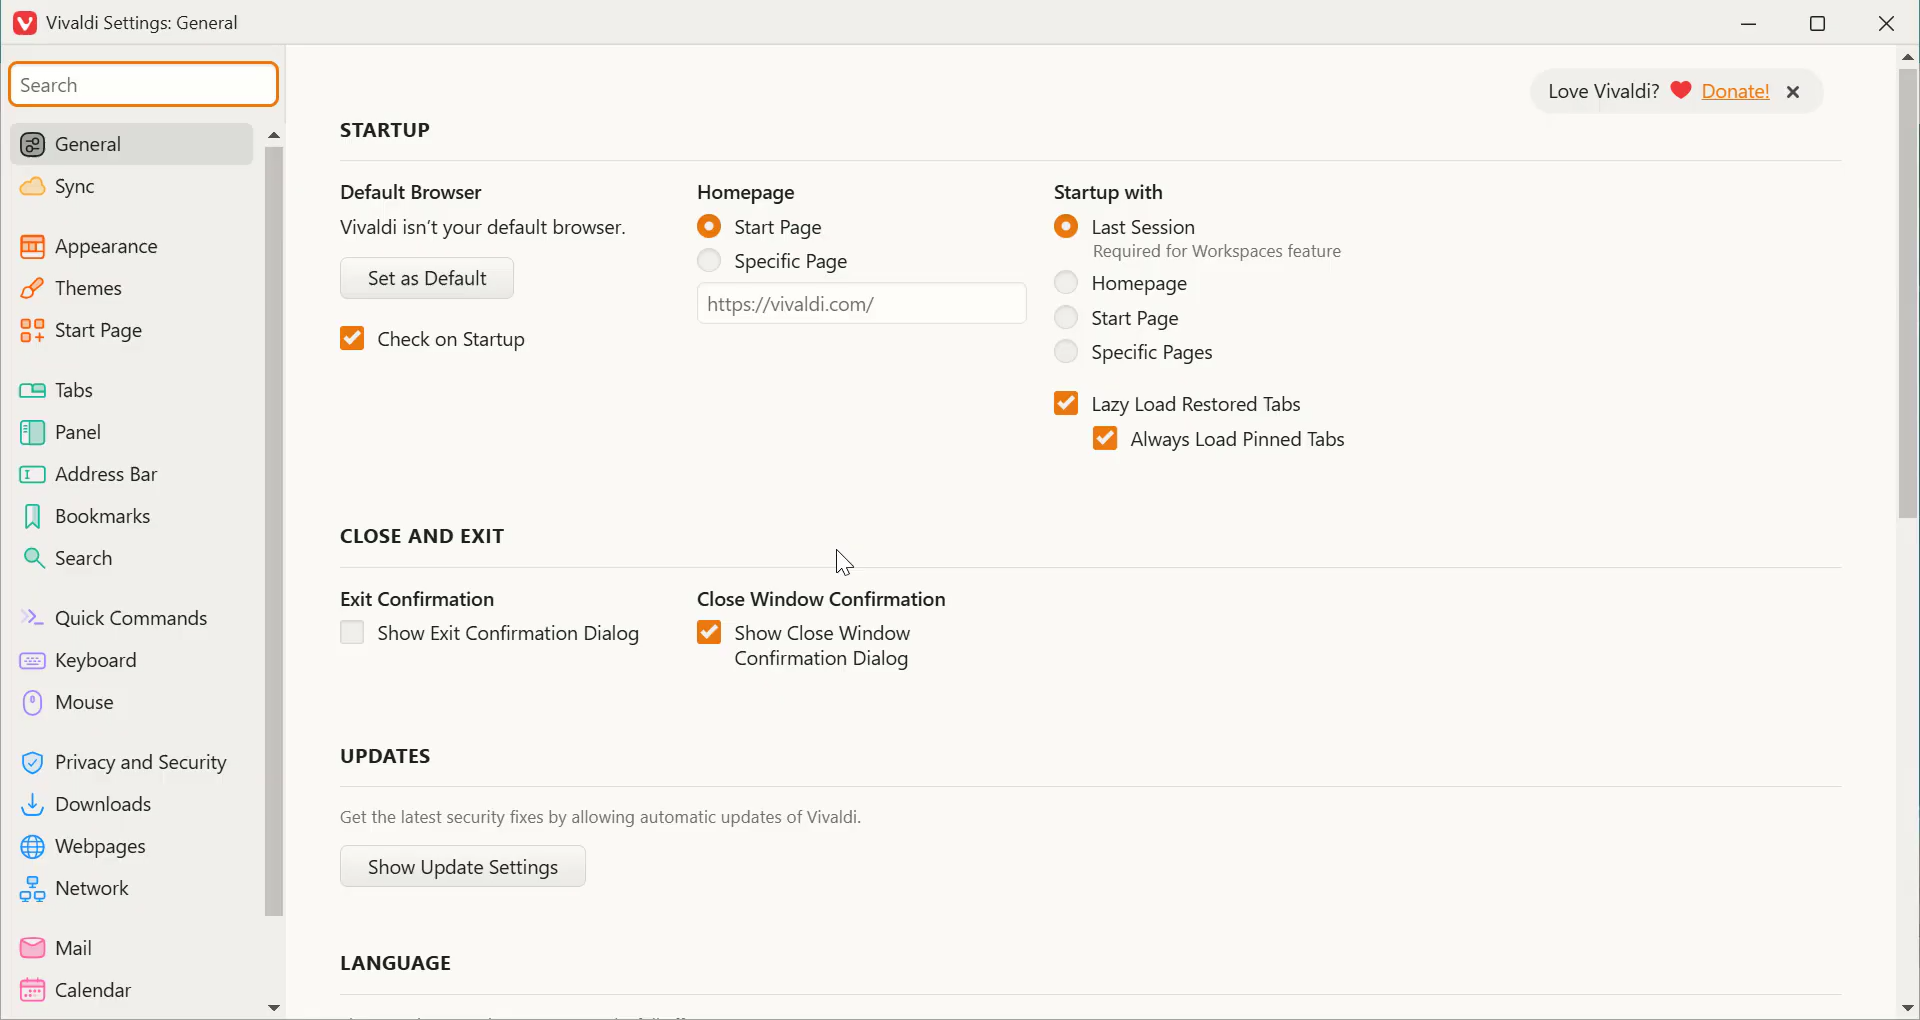 Vivaldi Settings: General
Search
General
Sync
Appearance
Themes
Start Page
Tabs
Panel
Address Bar
Bookmarks
Search
Quick Commands
Keyboard
Mouse
Privacy and Security
Downloads
Webpages
Network
Mail
Calendar
Love Vivaldi? Donate!
STARTUP
Default Browser
Vivaldi isn't your default browser.
Set as Default
Check on Startup
Homepage
Start Page
Specific Page
https://vivaldi.com/
Startup with
Last Session
Required for Workspaces feature
Homepage
Start Page
Specific Pages
Lazy Load Restored Tabs
Always Load Pinned Tabs
CLOSE AND EXIT
Exit Confirmation
Show Exit Confirmation Dialog
Close Window Confirmation
Show Close Window
Confirmation Dialog
UPDATES
Get the latest security fixes by allowing automatic updates of Vivaldi.
Show Update Settings
LANGUAGE